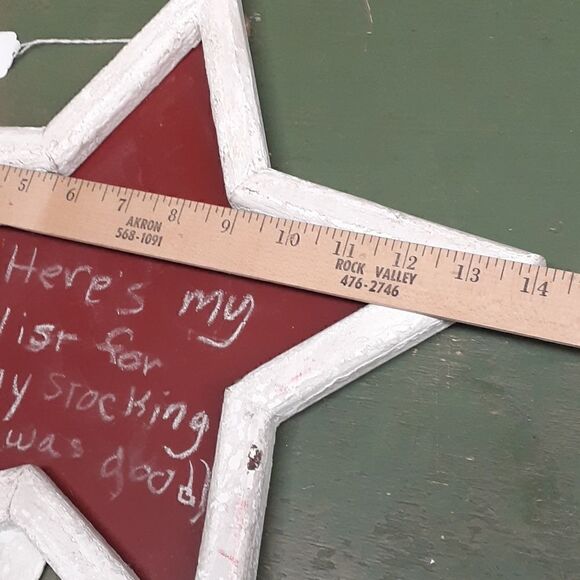 5 6 7 8 9 10 11 12 13 14
AKRON
568-1091
ROCK VALLEY
476-2746
Here's my
list for
my stocking
was good!